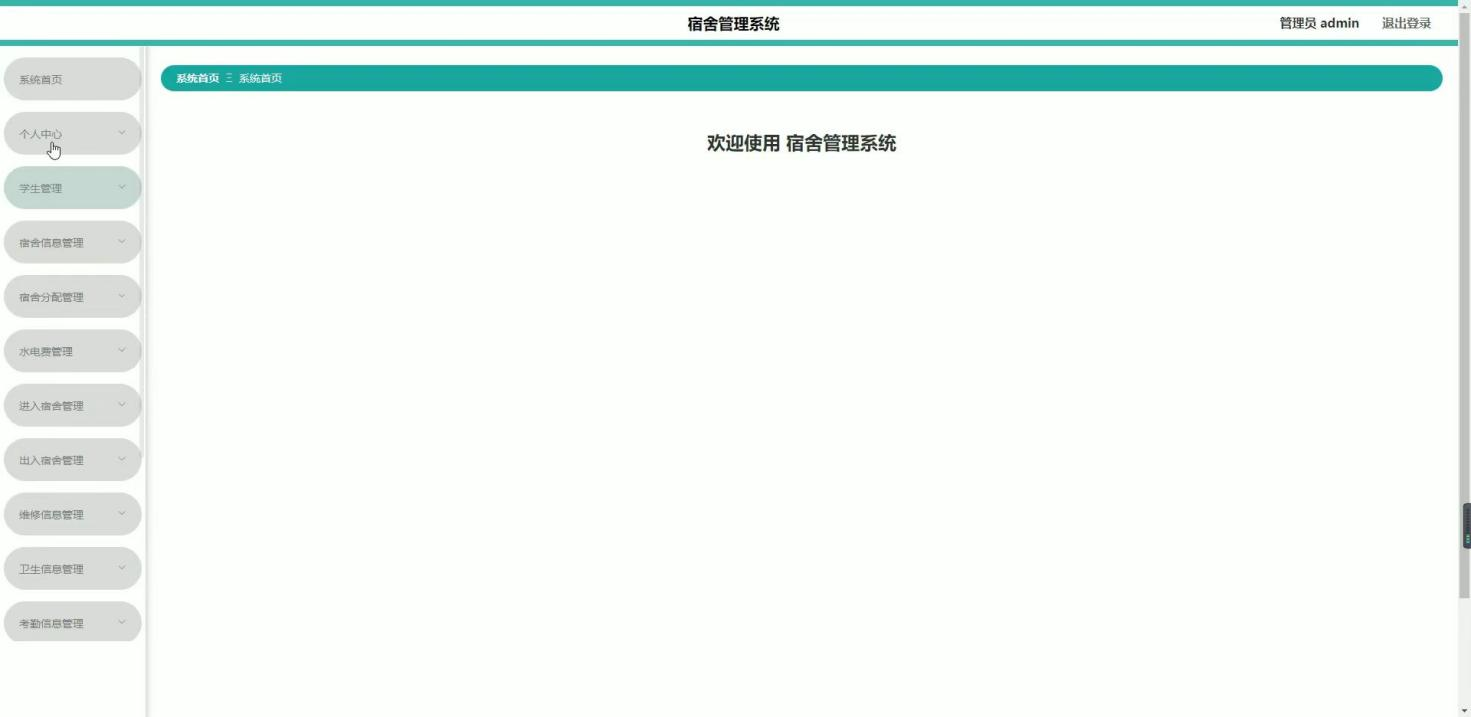 宿舍管理系统
管理员 admin 退出登录
系统首页
个人中心
学生管理
宿舍信息管理
宿舍分配管理
水电费管理
进入宿舍管理
出入宿舍管理
维修信息管理
卫生信息管理
考勤信息管理
系统首页 Ξ 系统首页
欢迎使用 宿舍管理系统